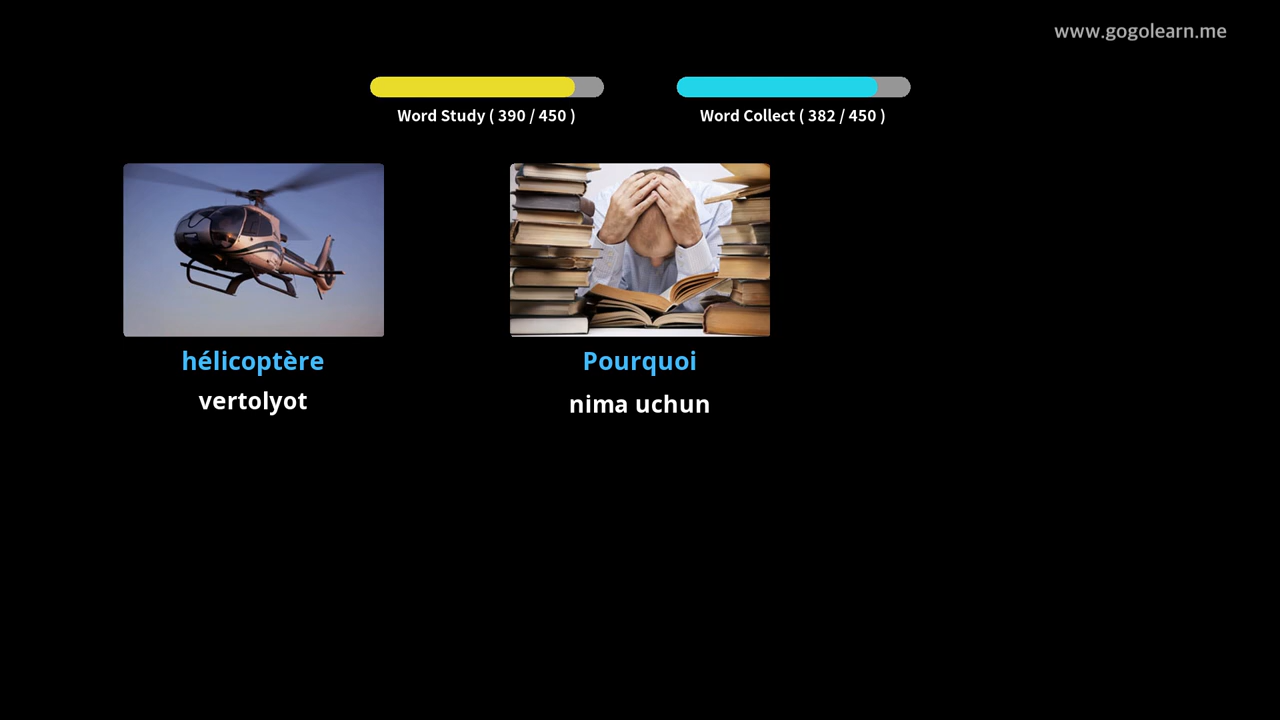 www.gogolearn.me
Word Study ( 390 / 450 )
Word Collect ( 382 / 450 )
hélicoptère
vertolyot
Pourquoi
nima uchun